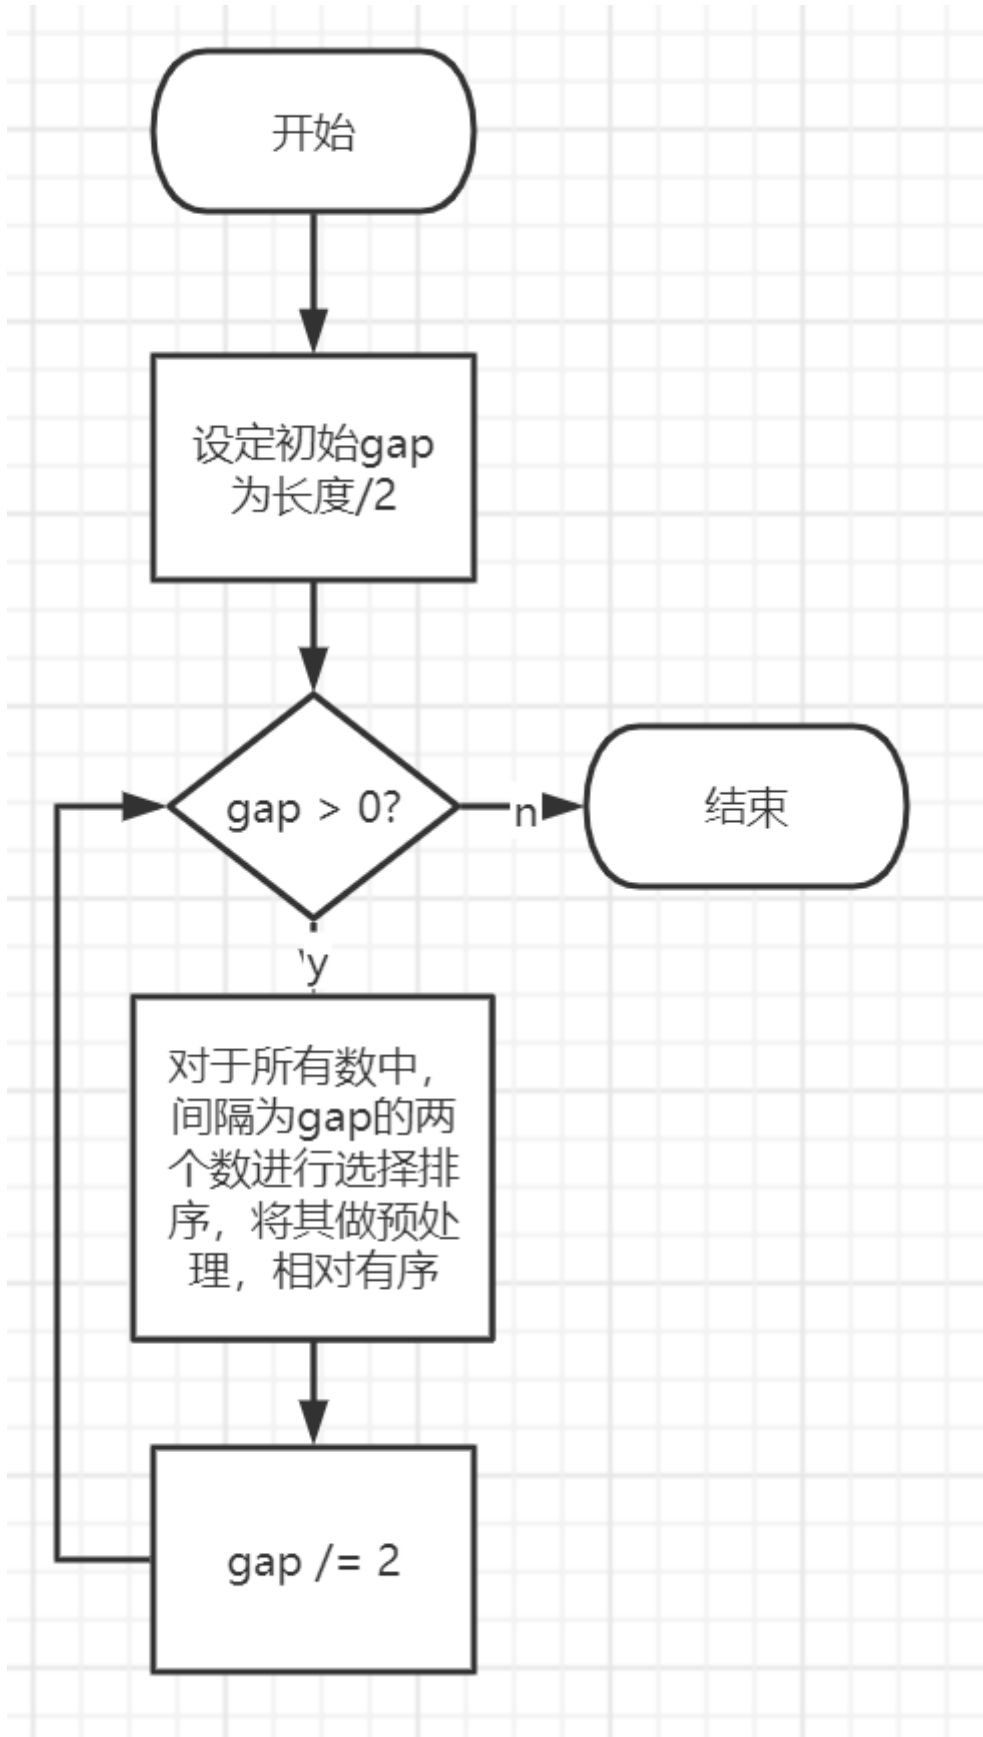 开始
设定初始gap
为长度/2
gap > 0?
n
结束
y
对于所有数中，
间隔为gap的两
个数进行选择排
序，将其做预处
理，相对有序
gap /= 2